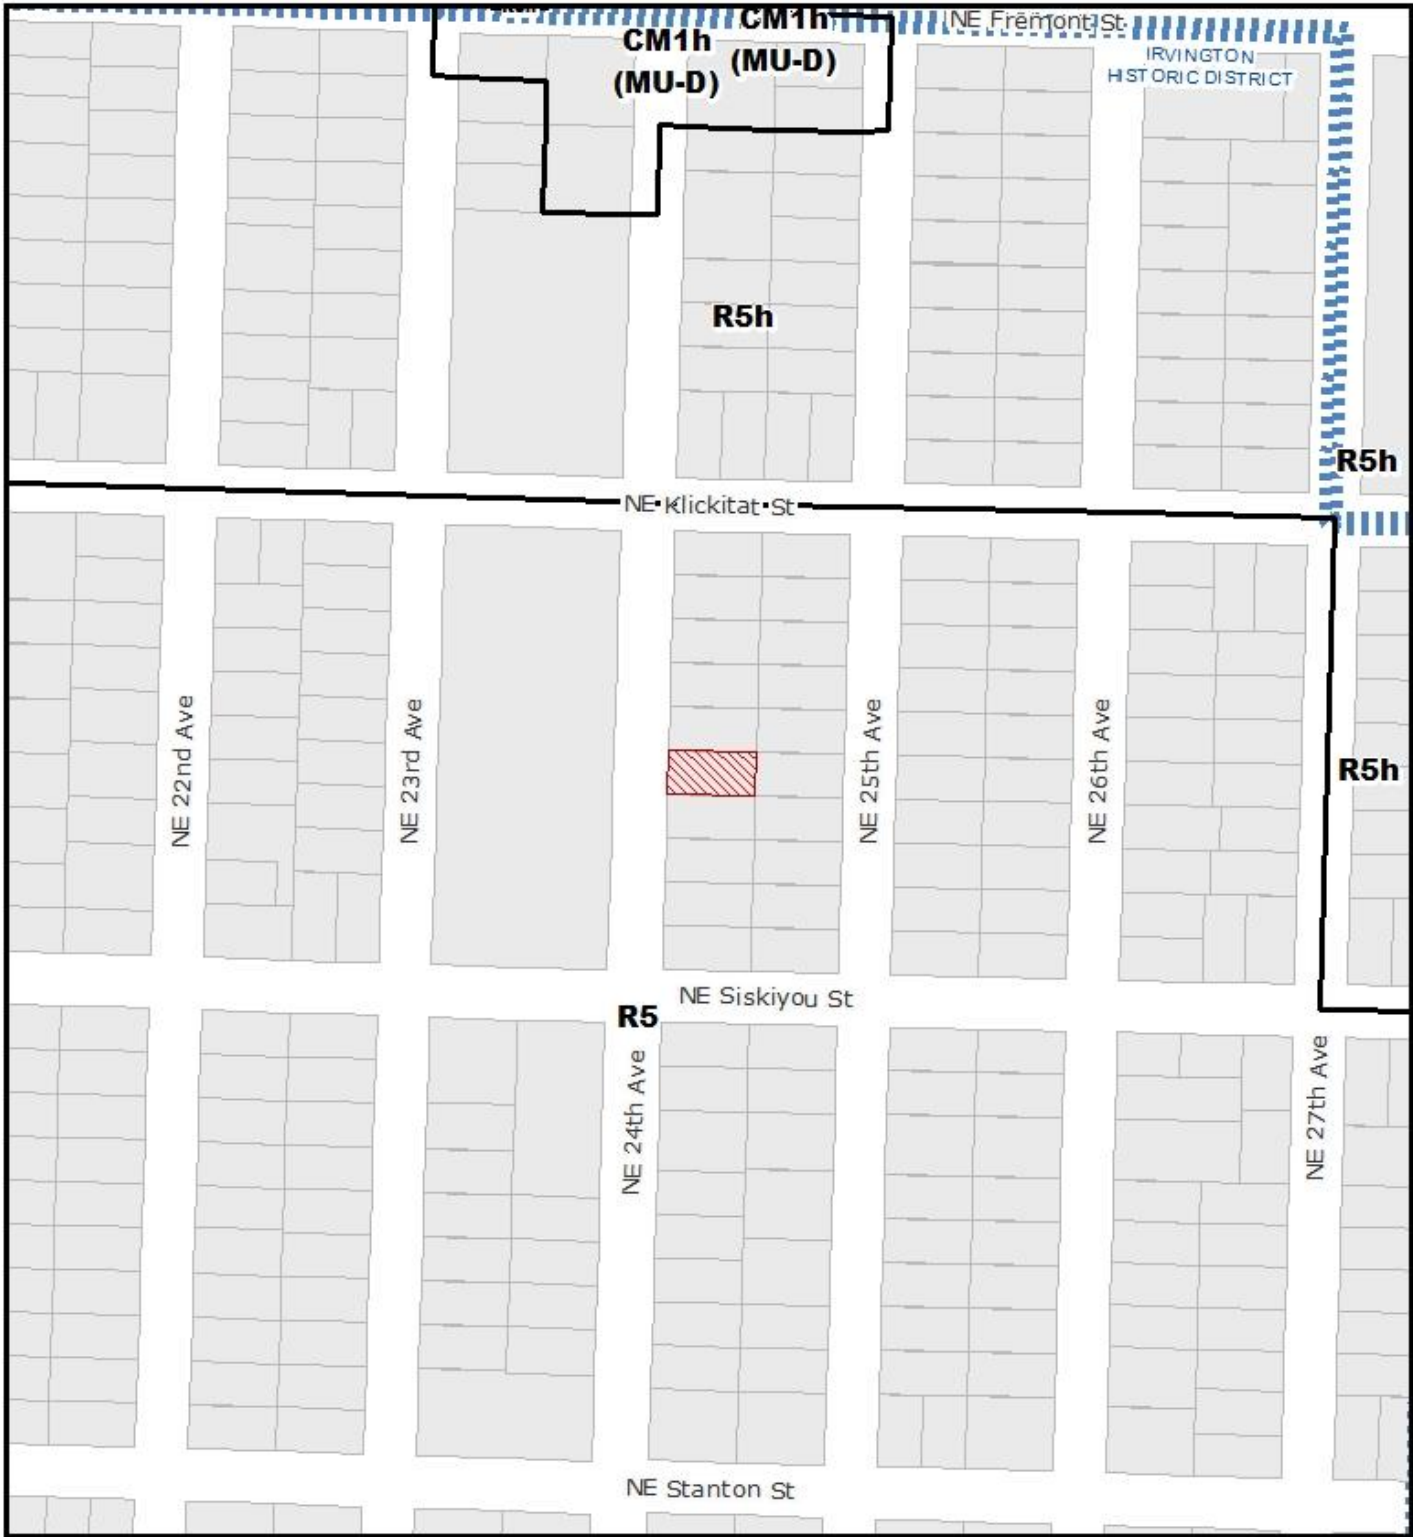 CM1h
(MU-D)
CM1h
(MU-D)
NE Fremont St
IRVINGTON
HISTORIC DISTRICT
R5h
R5h
NE Klickitat St
NE 22nd Ave
NE 23rd Ave
NE 25th Ave
NE 26th Ave
R5h
NE Siskiyou St
R5
NE 24th Ave
NE 27th Ave
NE Stanton St